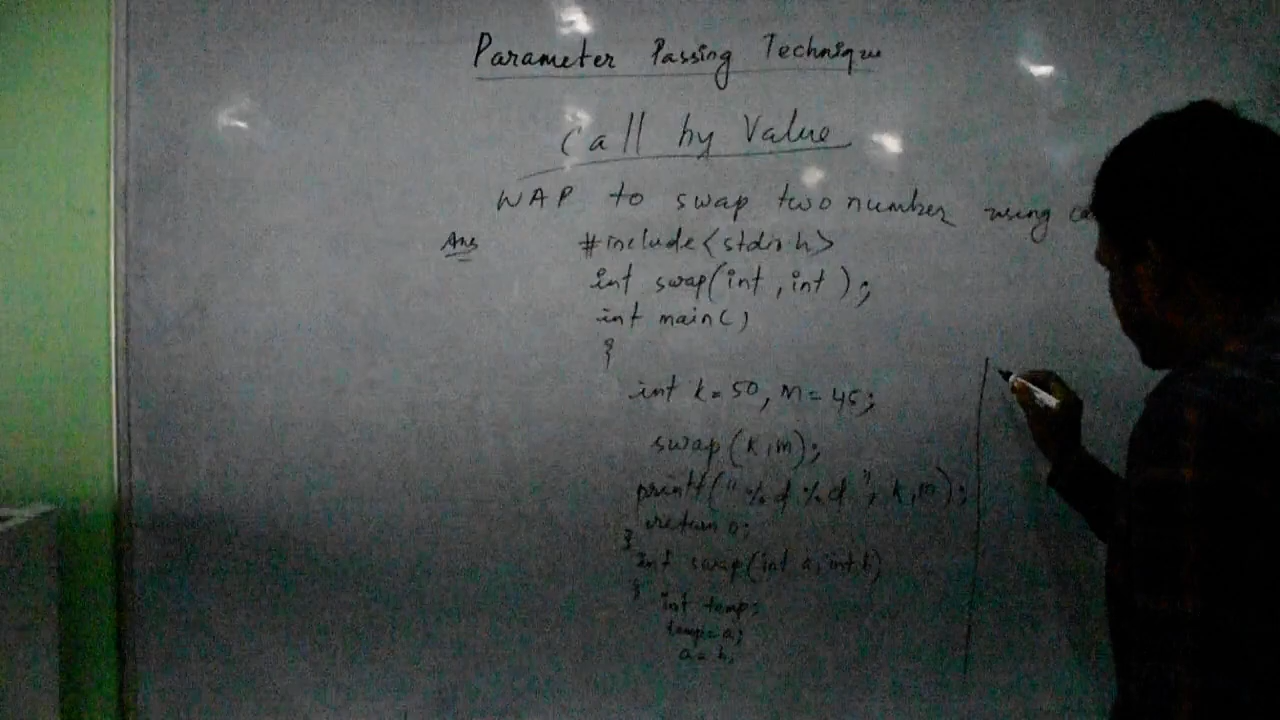 Parameter Passing Technique
Call by Value
WAP to swap two number using ca
Ans
#include<stdio.h>
int swap(int, int);
int main()
{
int k=50, m=45;
swap(k,m);
printf("%d %d", k,m);
return 0;
}
int swap(int a, int b)
{
int temp;
temp=a;
a=b;